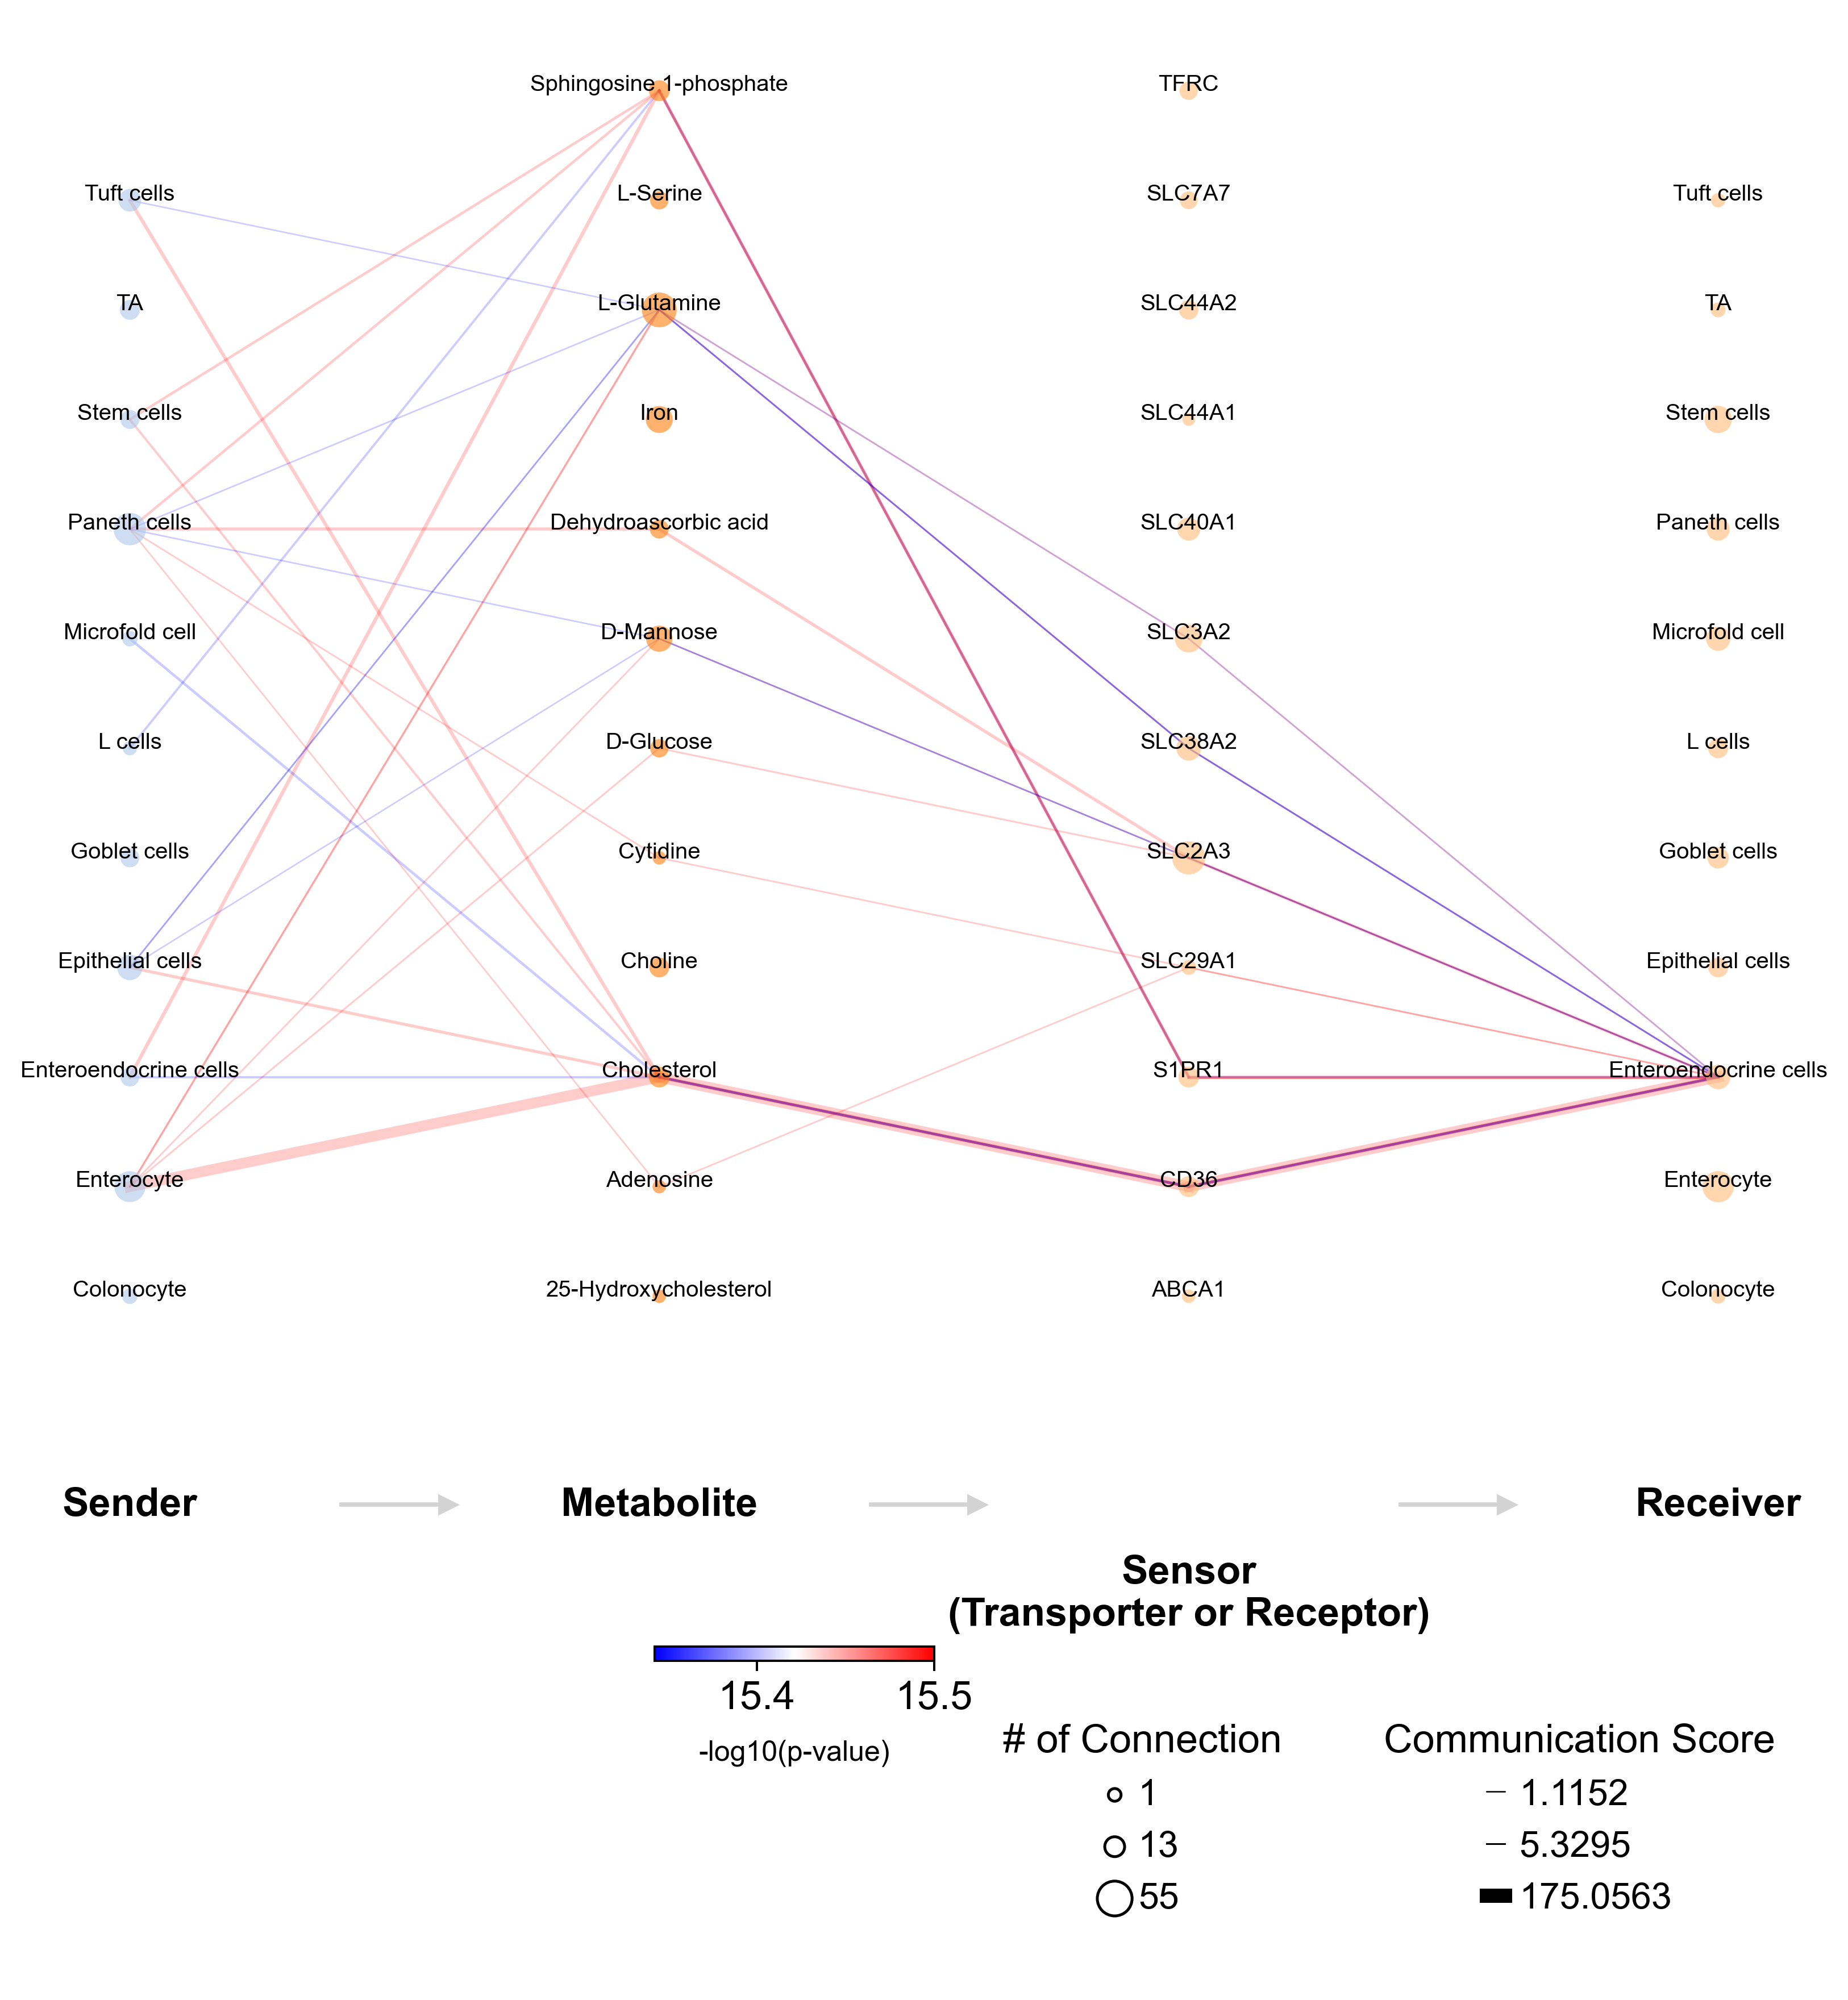 Sphingosine 1-phosphate
TFRC
Tuft cells
L-Serine
SLC7A7
Tuft cells
TA
L-Glutamine
SLC44A2
TA
Stem cells
Iron
SLC44A1
Stem cells
Paneth cells
Dehydroascorbic acid
SLC40A1
Paneth cells
Microfold cell
D-Mannose
SLC3A2
Microfold cell
L cells
D-Glucose
SLC38A2
L cells
Goblet cells
Cytidine
SLC2A3
Goblet cells
Epithelial cells
Choline
SLC29A1
Epithelial cells
Enteroendocrine cells
Cholesterol
S1PR1
Enteroendocrine cells
Enterocyte
Adenosine
CD36
Enterocyte
Colonocyte
25-Hydroxycholesterol
ABCA1
Colonocyte
Sender
Metabolite
Receiver
Sensor
(Transporter or Receptor)
15.4
15.5
-log10(p-value)
# of Connection
1
13
55
Communication Score
1.1152
5.3295
175.0563